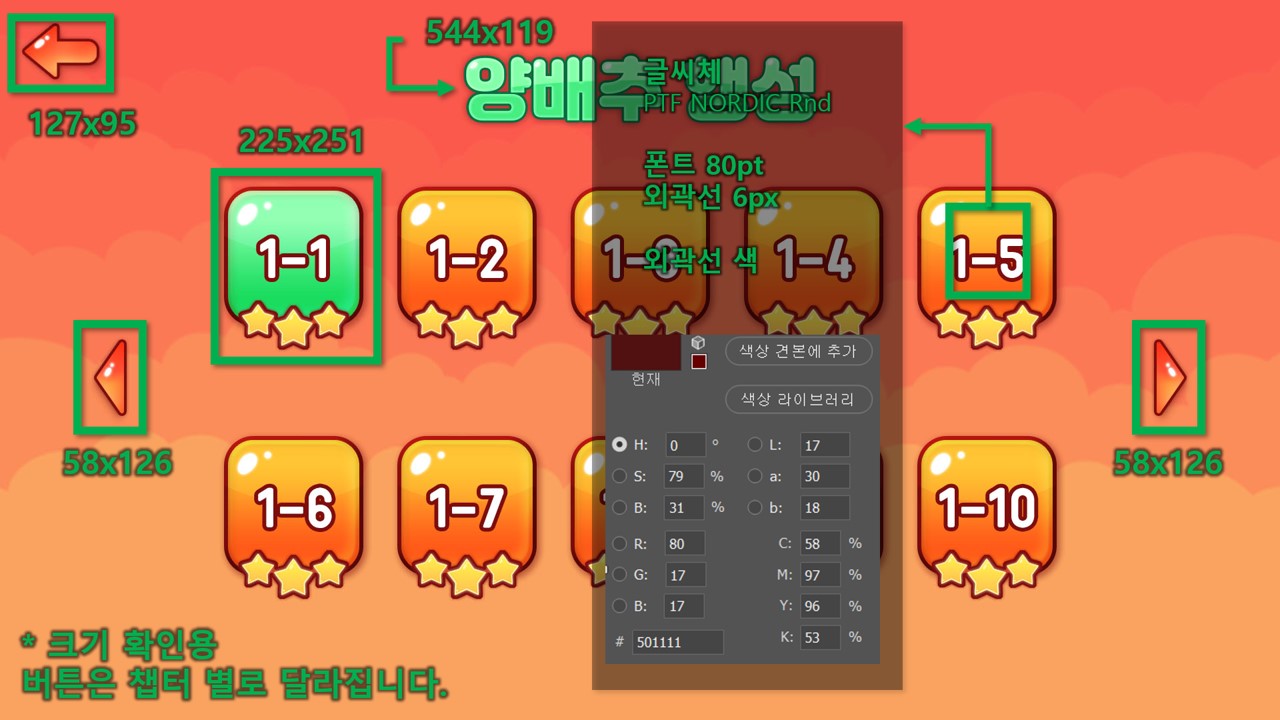 544x119
양배추 맨션
127x95
225x251
글씨체
PTF NORDIC Rnd
폰트 80pt
외곽선 6px
외곽선 색
1-1
1-2
1-3
1-4
1-5
58x126
58x126
현재
색상 견본에 추가
색상 라이브러리
H: 0 °
L: 17
S: 79 %
a: 30
B: 31 %
b: 18
R: 80
C: 58 %
G: 17
M: 97 %
B: 17
Y: 96 %
# 501111
K: 53 %
1-6
1-7
1-10
* 크기 확인용
버튼은 챕터 별로 달라집니다.